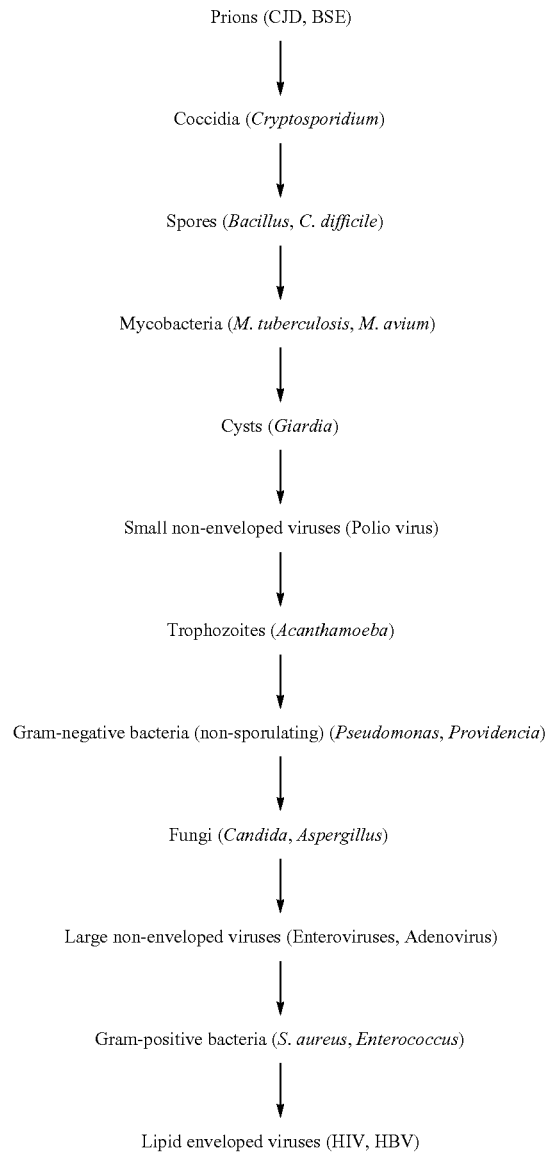 Prions (CJD, BSE)
Coccidia (Cryptosporidium)
Spores (Bacillus, C. difficile)
Mycobacteria (M. tuberculosis, M. avium)
Cysts (Giardia)
Small non-enveloped viruses (Polio virus)
Trophozoites (Acanthamoeba)
Gram-negative bacteria (non-sporulating) (Pseudomonas, Providencia)
Fungi (Candida, Aspergillus)
Large non-enveloped viruses (Enteroviruses, Adenovirus)
Gram-positive bacteria (S. aureus, Enterococcus)
Lipid enveloped viruses (HIV, HBV)